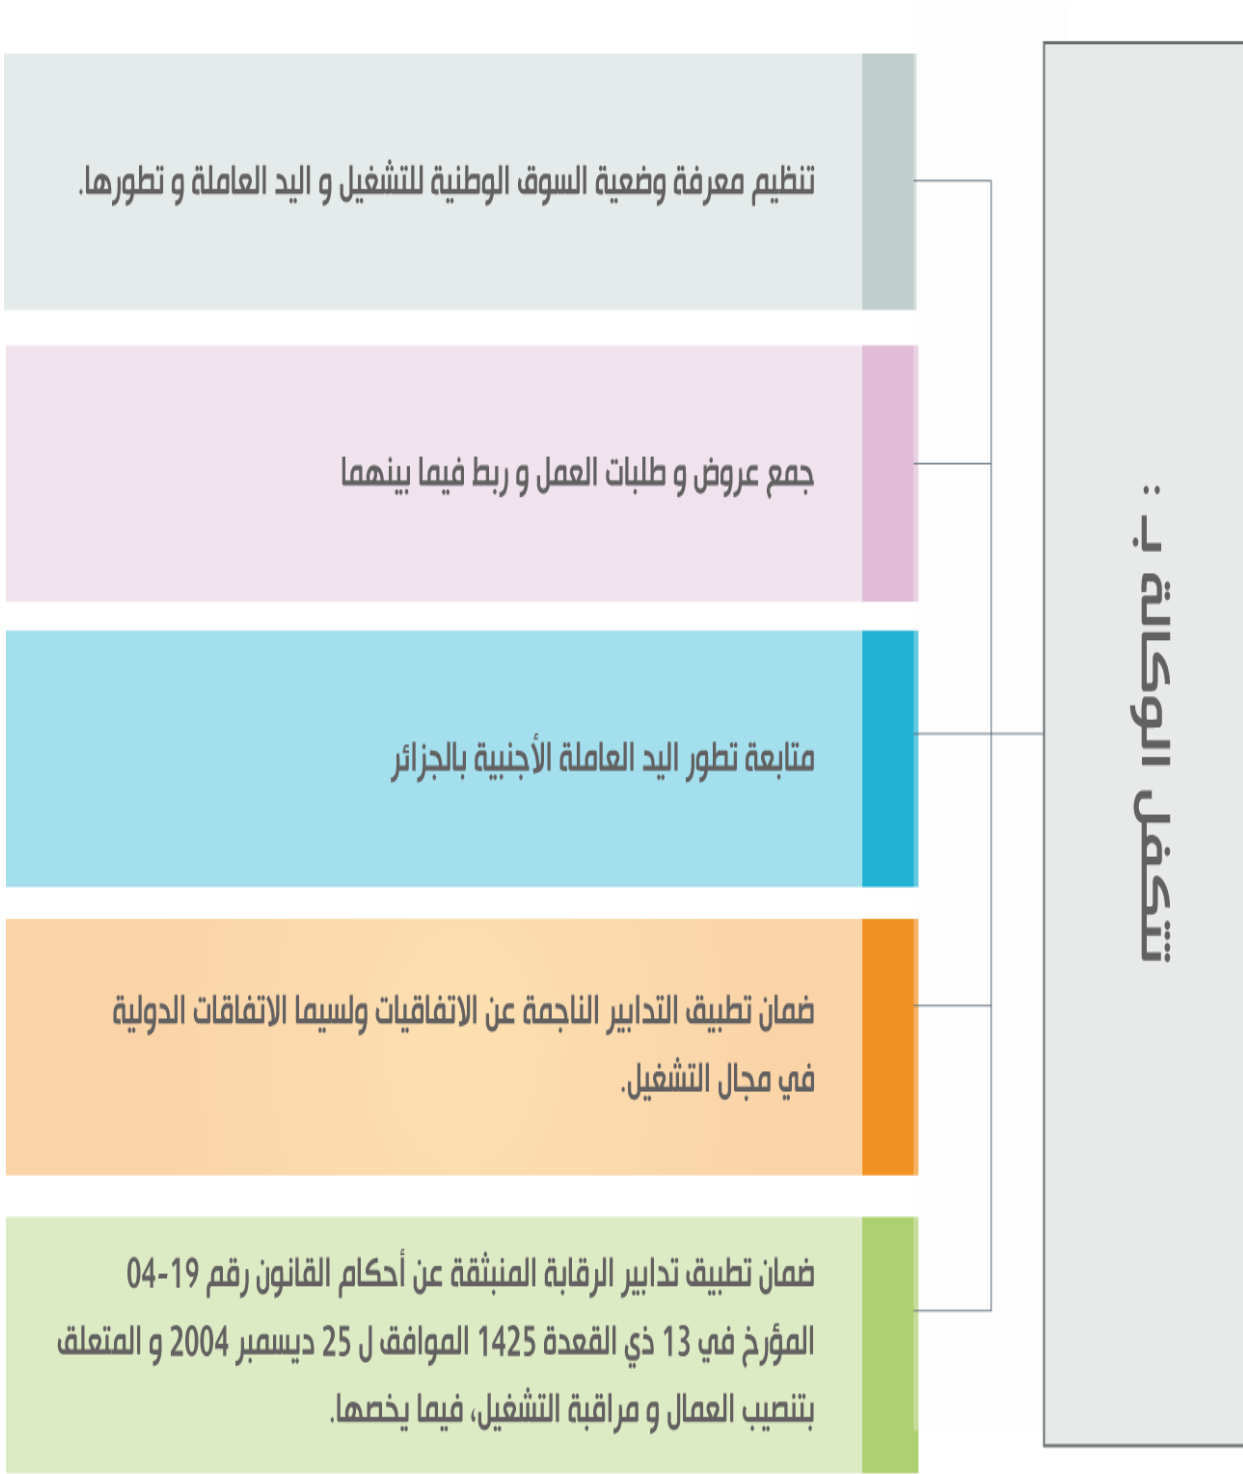 تتكفل الوكالة بـ :
تنظيم معرفة وضعية السوق الوطنية للتشغيل و اليد العاملة و تطورها.
جمع عروض و طلبات العمل و ربط فيما بينهما
متابعة تطور اليد العاملة الأجنبية بالجزائر
ضمان تطبيق التدابير الناجمة عن الاتفاقيات ولسيما الاتفاقات الدولية
في مجال التشغيل.
ضمان تطبيق تدابير الرقابة المنبثقة عن أحكام القانون رقم 19-04
المؤرخ في 13 ذي القعدة 1425 الموافق ل 25 ديسمبر 2004 و المتعلق
بتنصيب العمال و مراقبة التشغيل، فيما يخصها.